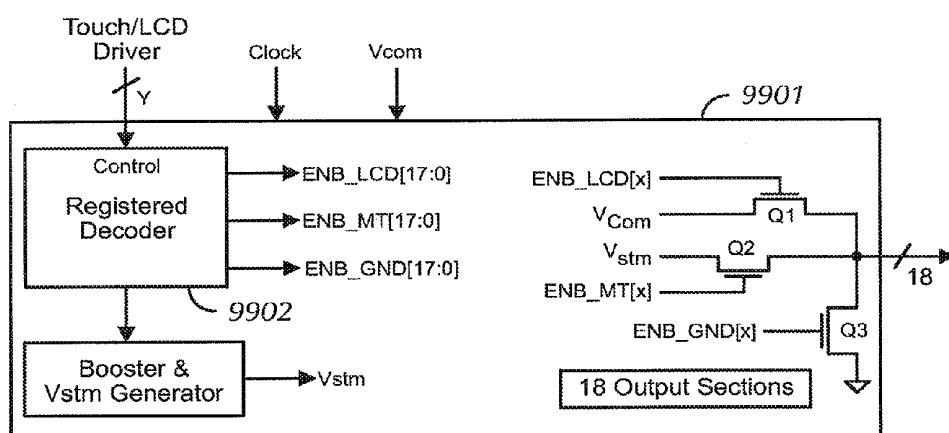 Touch/LCD
Driver
Clock
Vcom
Y
9901
Control
Registered
Decoder
ENB_LCD[17:0]
ENB_MT[17:0]
ENB_GND[17:0]
9902
Booster &
Vstm Generator
Vstm
ENB_LCD[x]
VCom
Q1
Vstm
Q2
ENB_MT[x]
18
ENB_GND[x]
Q3
18 Output Sections